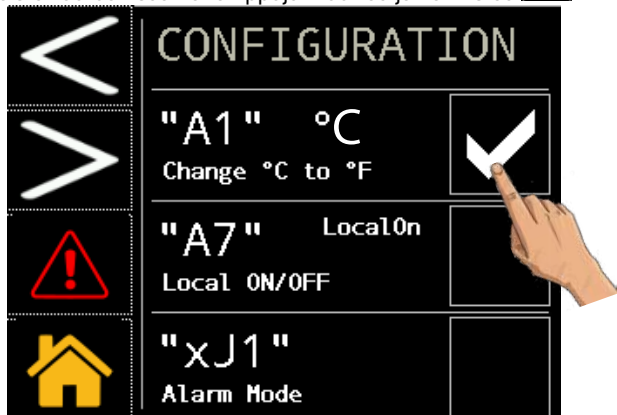 CONFIGURATION
"A1" °C
Change °C to °F
"A7" LocalOn
Local ON/OFF
"xJ1"
Alarm Mode